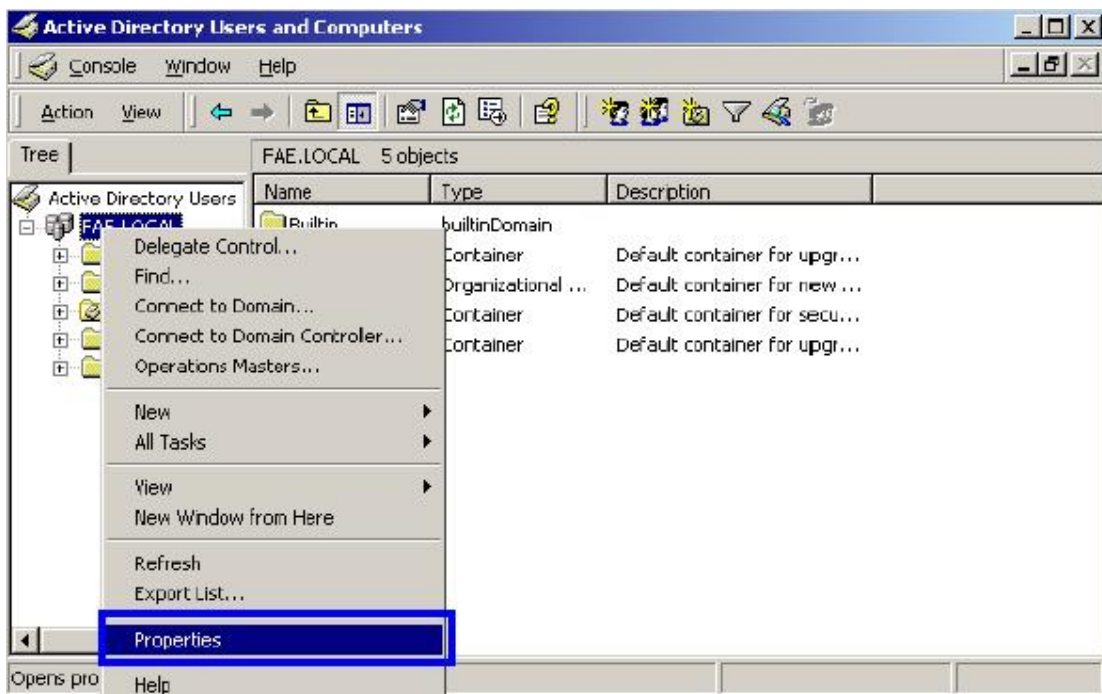 Active Directory Users and Computers
Console Window Help
Action View
Tree
FAE.LOCAL 5 objects
Active Directory Users
Name Type Description
FAE.LOCAL
Builtin builtinDomain
Container Default container for upgr...
Organizational ... Default container for new ...
Container Default container for secu...
Container Default container for upgr...
Delegate Control...
Find...
Connect to Domain...
Connect to Domain Controller...
Operations Masters...
New
All Tasks
View
New Window from Here
Refresh
Export List...
Properties
Help
Opens pro